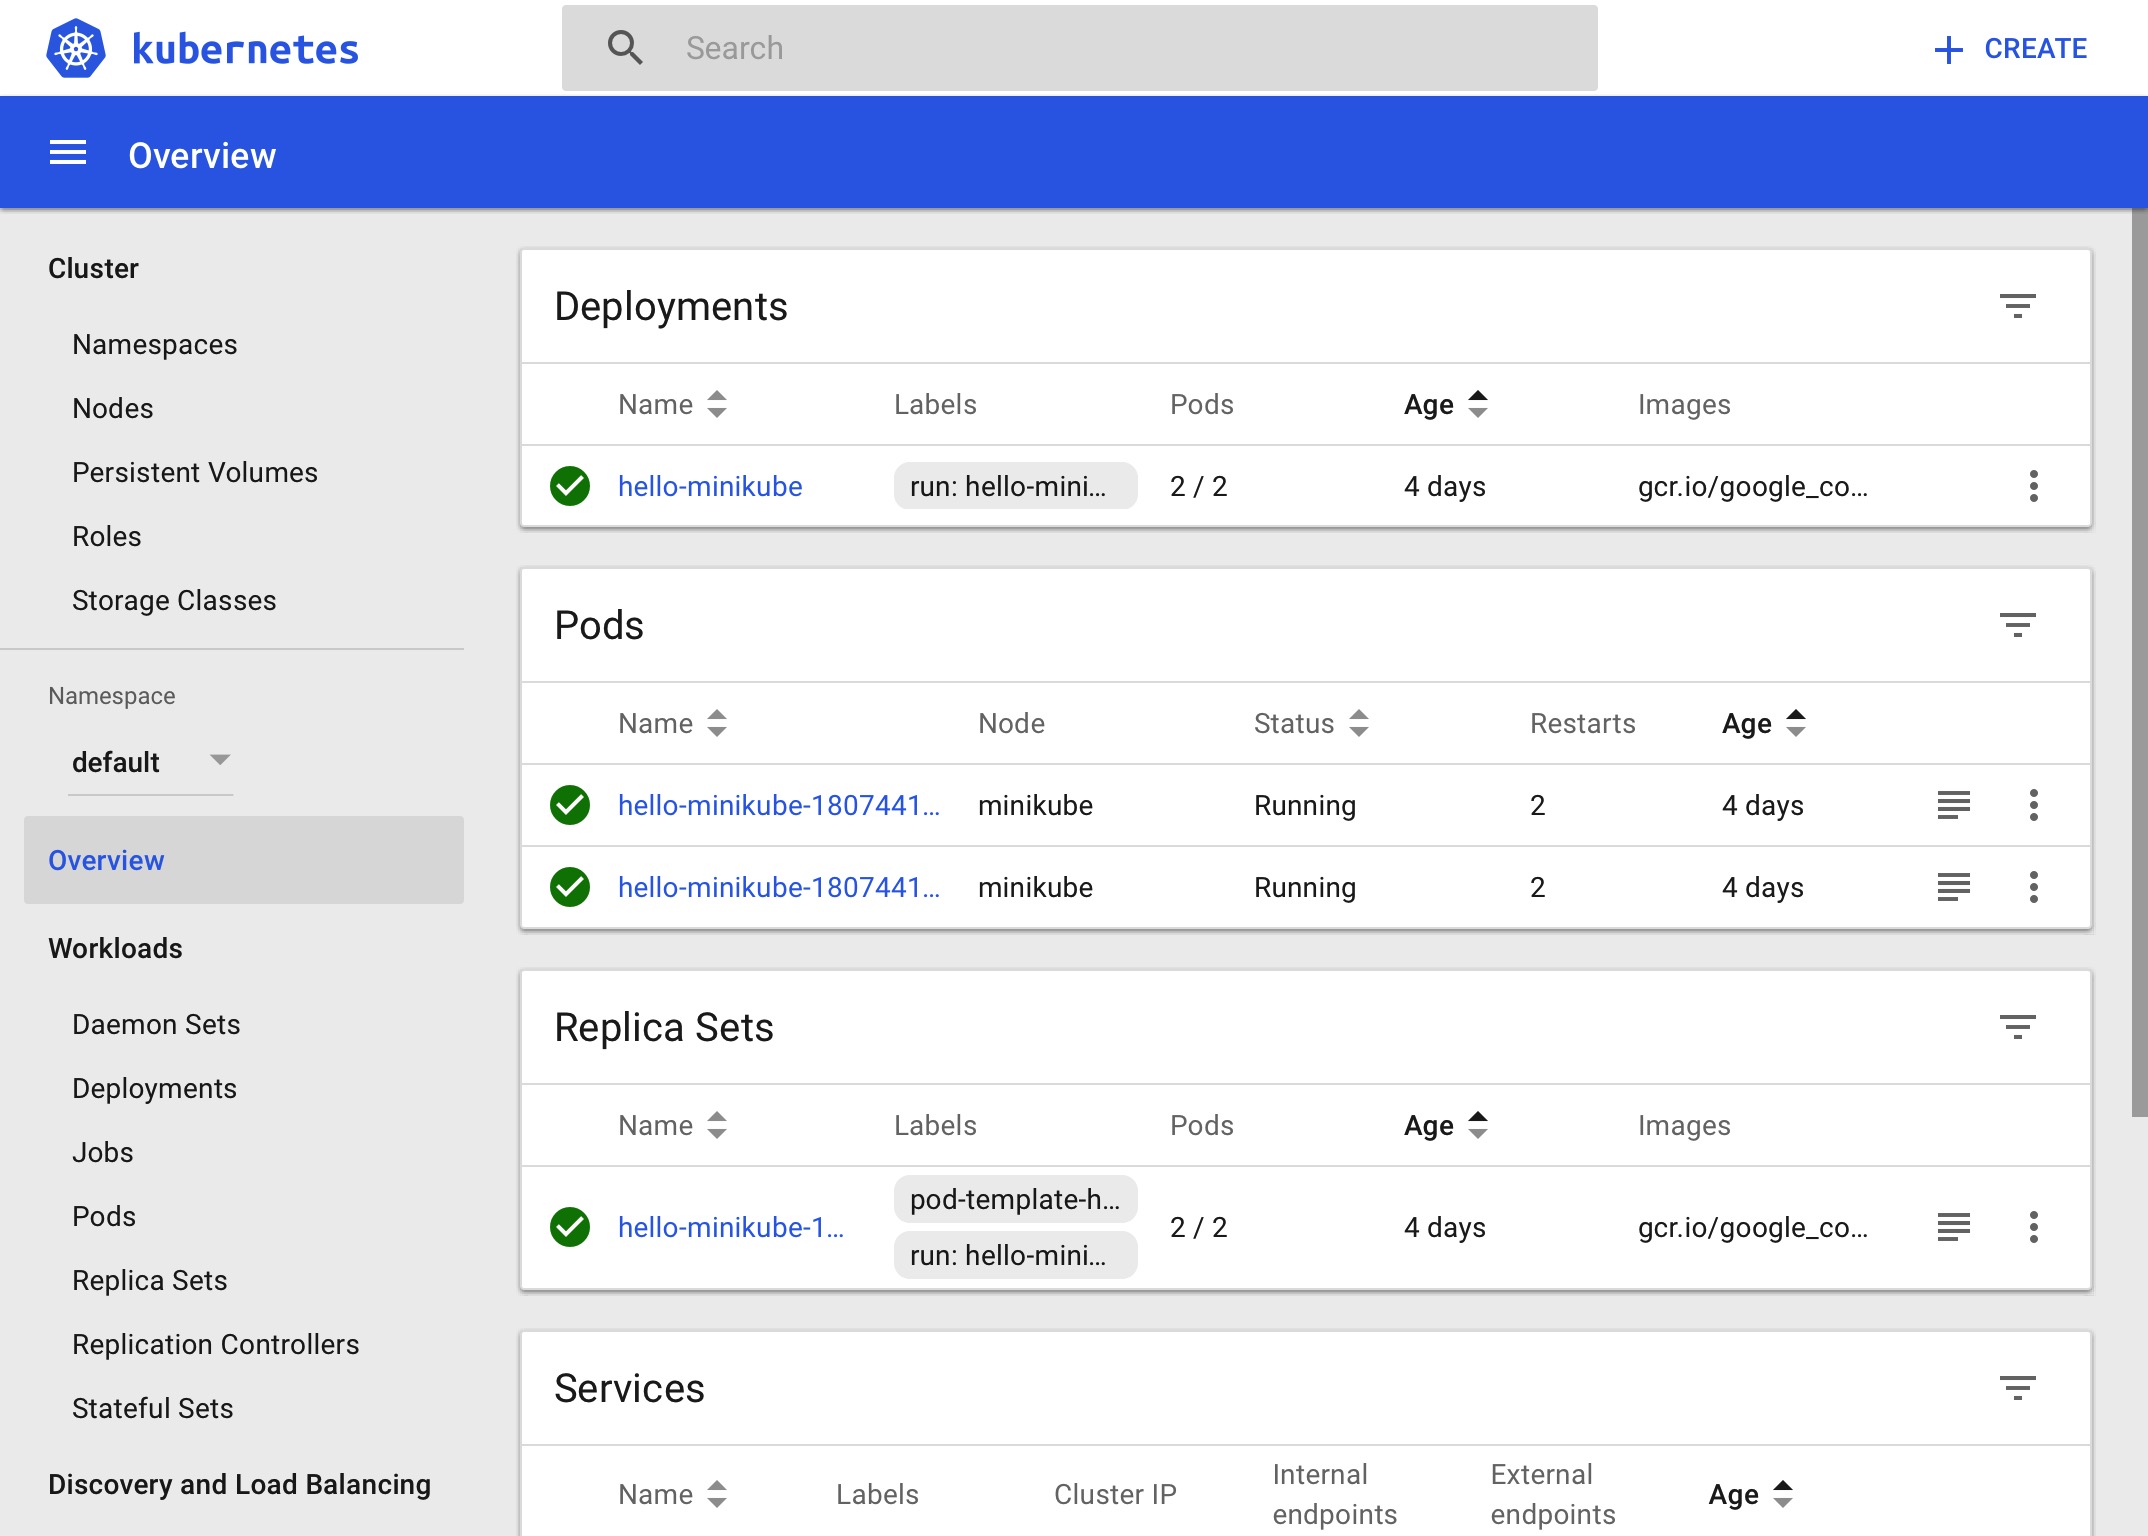 kubernetes
Search
CREATE
Overview
Cluster
Namespaces
Nodes
Persistent Volumes
Roles
Storage Classes
Namespace
default
Overview
Workloads
Daemon Sets
Deployments
Jobs
Pods
Replica Sets
Replication Controllers
Stateful Sets
Discovery and Load Balancing
Deployments
Name Labels Pods Age Images
hello-minikube run: hello-mini... 2 / 2 4 days gcr.io/google_co...
Pods
Name Node Status Restarts Age
hello-minikube-1807441... minikube Running 2 4 days
hello-minikube-1807441... minikube Running 2 4 days
Replica Sets
Name Labels Pods Age Images
pod-template-h...
hello-minikube-1... 2 / 2 4 days gcr.io/google_co...
run: hello-mini...
Services
Name Labels Cluster IP Internal endpoints External endpoints Age